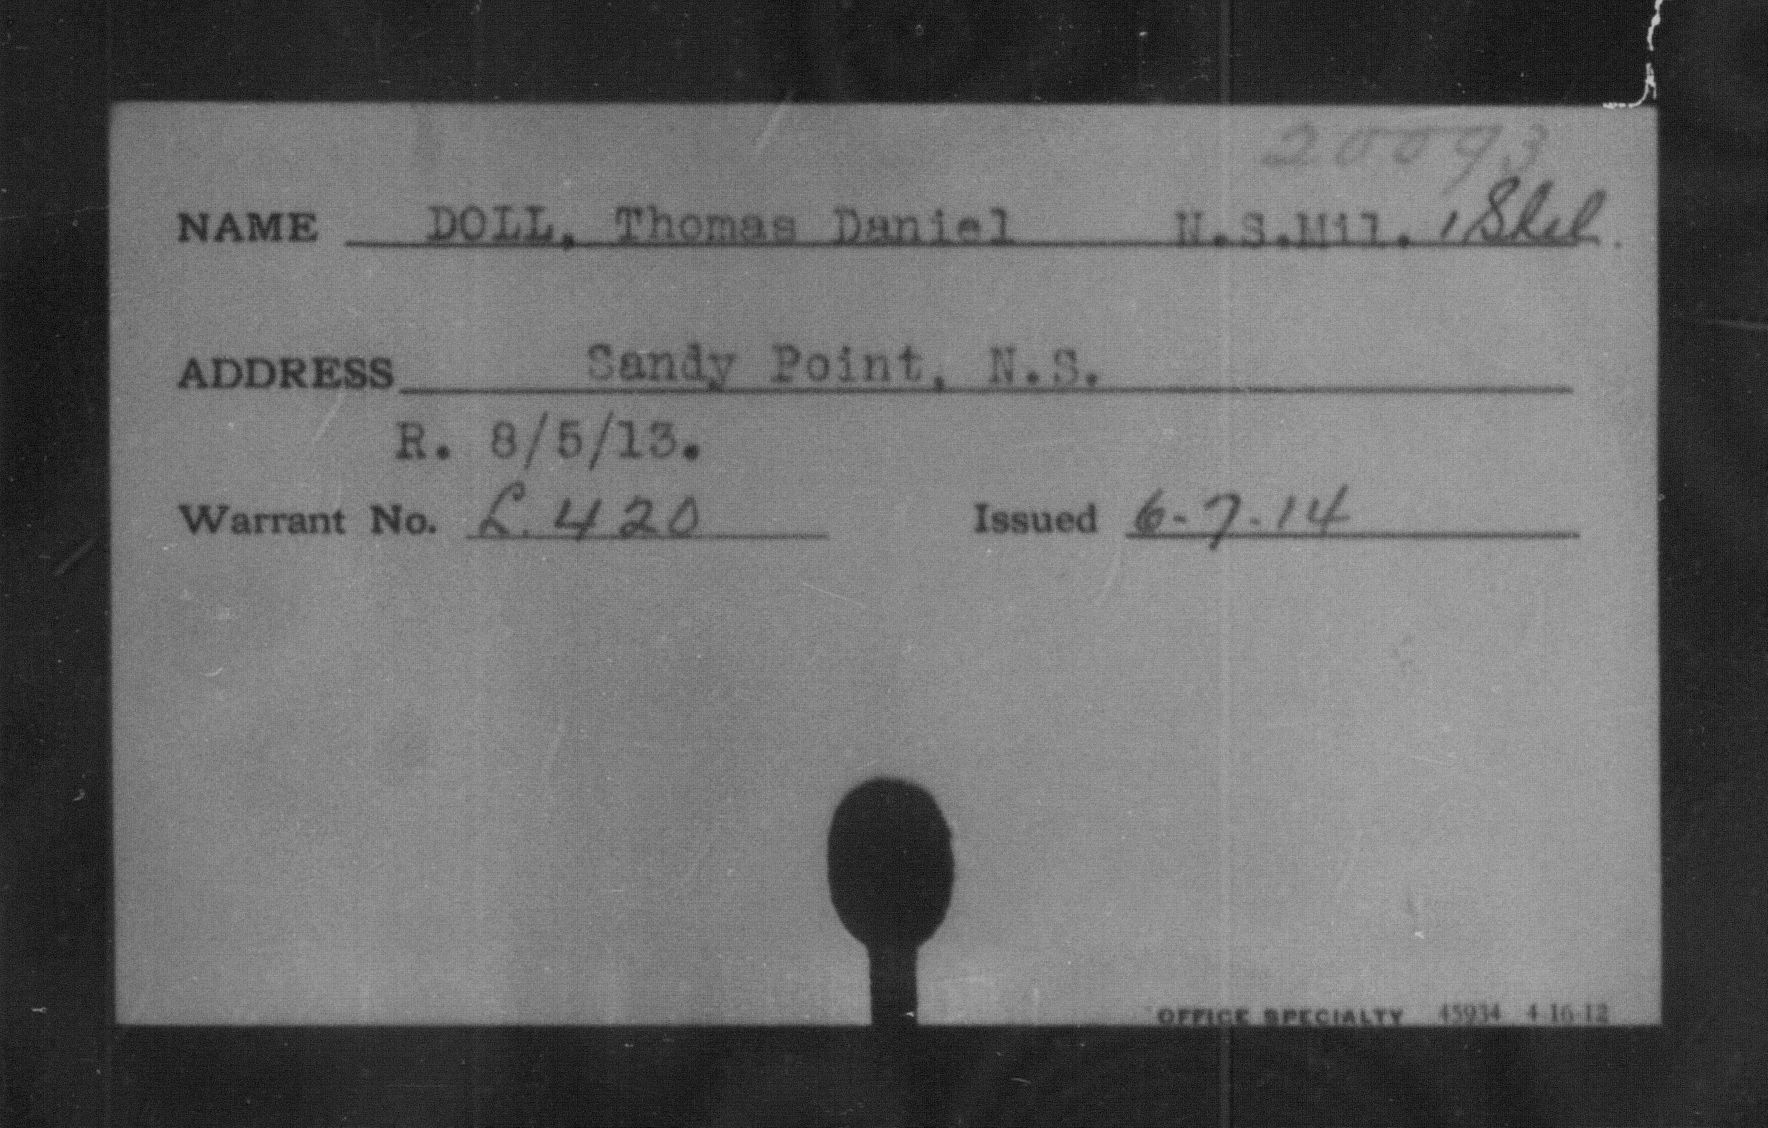 20093
NAME DOLL, Thomas Daniel N.S.Mil.
ADDRESS Sandy Point, N.S.
R. 8/5/13.
Warrant No. L. 420 Issued 6-7-14
OFFICE SPECIALTY 45934 4-16-12